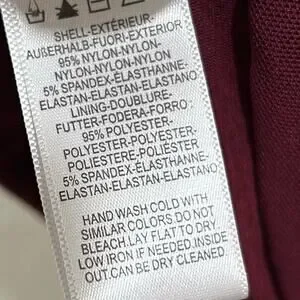 SHELL-EXTÉRIEUR-
AUßERHALB-FUORI-EXTERIOR
95% NYLON-NYLON-
NYLON-NYLON-NYLON
5% SPANDEX-ÉLASTHANNE-
ELASTAN-ELASTAN-ELASTANO
LINING-DOUBLURE-
FUTTER-FODERA-FORRO
95% POLYESTER-
POLYESTER-POLYESTER-
POLIESTERE-POLIÉSTER
5% SPANDEX-ÉLASTHANNE-
ELASTAN-ELASTAN-ELASTANO
HAND WASH COLD WITH
SIMILAR COLORS.DO NOT
BLEACH.LAY FLAT TO DRY.
LOW IRON IF NEEDED.INSIDE
OUT.CAN BE DRY CLEANED